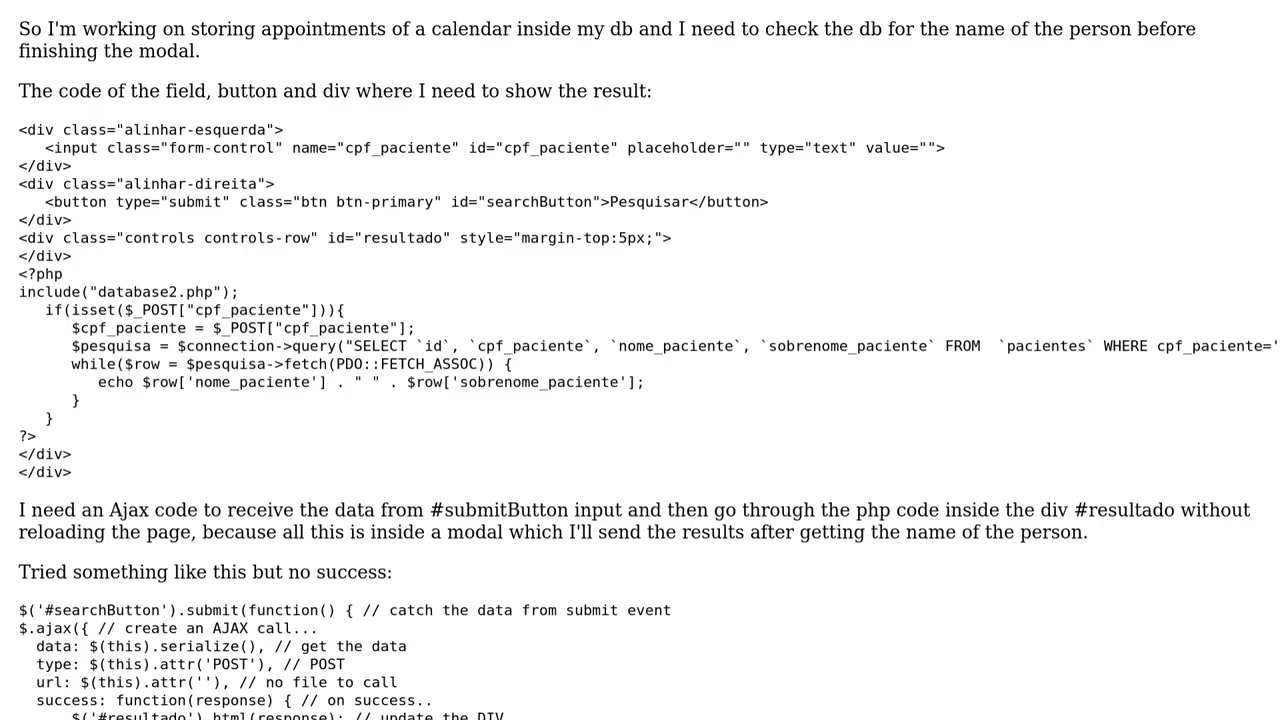 So I'm working on storing appointments of a calendar inside my db and I need to check the db for the name of the person before
finishing the modal.
The code of the field, button and div where I need to show the result:
<div class="alinhar-esquerda">
   <input class="form-control" name="cpf_paciente" id="cpf_paciente" placeholder="" type="text" value="">
</div>
<div class="alinhar-direita">
   <button type="submit" class="btn btn-primary" id="searchButton">Pesquisar</button>
</div>
<div class="controls controls-row" id="resultado" style="margin-top:5px;">
</div>
<?php
include("database2.php");
   if(isset($_POST["cpf_paciente"])){
      $cpf_paciente = $_POST["cpf_paciente"];
      $pesquisa = $connection->query("SELECT `id`, `cpf_paciente`, `nome_paciente`, `sobrenome_paciente` FROM  `pacientes` WHERE cpf_paciente='
      while($row = $pesquisa->fetch(PDO::FETCH_ASSOC)) {
         echo $row['nome_paciente'] . " " . $row['sobrenome_paciente'];
      }
   }
?>
</div>
</div>
I need an Ajax code to receive the data from #submitButton input and then go through the php code inside the div #resultado without
reloading the page, because all this is inside a modal which I'll send the results after getting the name of the person.
Tried something like this but no success:
$('#searchButton').submit(function() { // catch the data from submit event
$.ajax({ // create an AJAX call...
  data: $(this).serialize(), // get the data
  type: $(this).attr('POST'), // POST
  url: $(this).attr(''), // no file to call
  success: function(response) { // on success..
      $('#resultado').html(response); // update the DIV